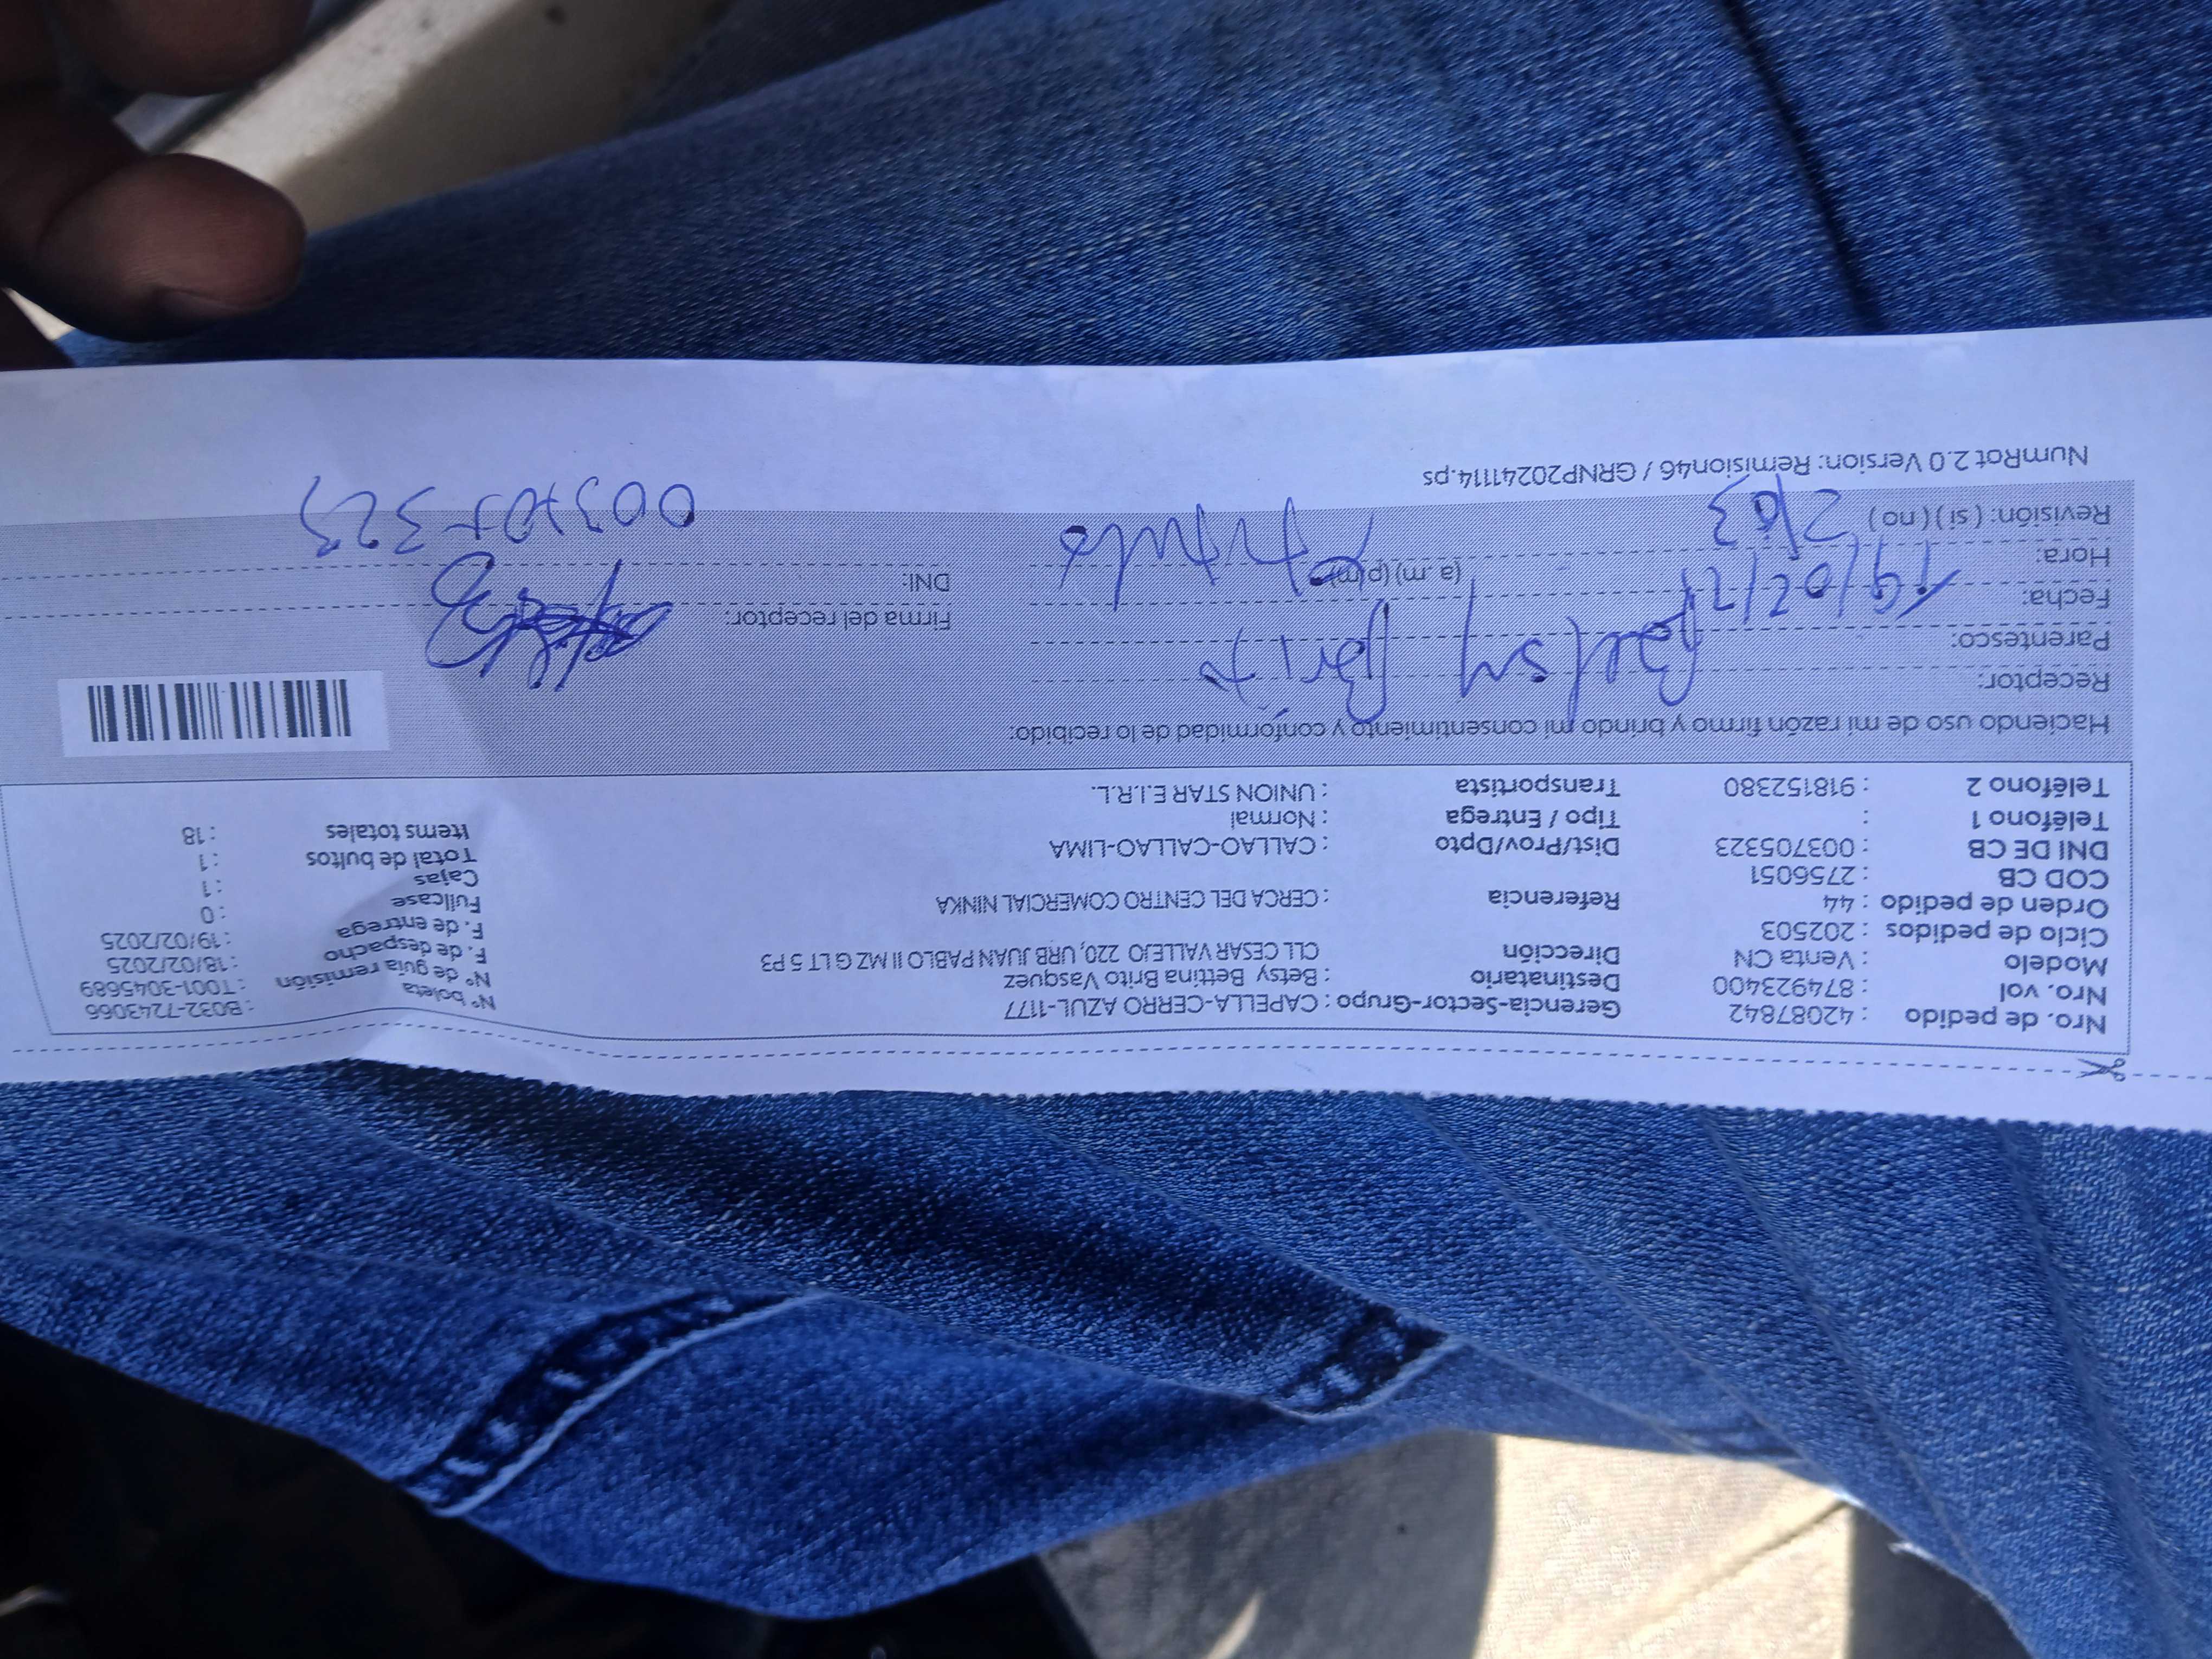 Nro. de pedido : 42087842 Gerencia-Sector-Grupo : CAPELLA-CERRO AZUL-1177 Nº boleta : B032-7243066
Nro. vol : 874923400 Destinatario : Betsy Bettina Brito Vasquez Nº de guia remisión : T001-3045689
Modelo : Venta CN Dirección CLL CESAR VALLEJO 220, URB JUAN PABLO II MZ G LT 5 P3 F. de despacho : 18/02/2025
Ciclo de pedidos : 202503 F. de entrega : 19/02/2025
Orden de pedido : 44 Referencia : CERCA DEL CENTRO COMERCIAL NINKA Fullcase : 0
COD CB : 2756051 Cajas : 1
DNI DE CB : 003705323 Dist/Prov/Dpto : CALLAO-CALLAO-LIMA Total de bultos : 1
Teléfono 1 : Tipo / Entrega : Normal Items totales : 18
Teléfono 2 : 918152380 Transportista : UNION STAR E.I.R.L.
Haciendo uso de mi razón firmo y brindo mi consentimiento y conformidad de lo recibido:
Receptor: Betsy Brito
Parentesco: Firma del receptor:
Fecha: 19/02/25
Hora: (a .m) (p.m) DNI: 003705323
Revisión: ( si ) ( no ) Titular
NumRot 2.0 Version: Remision46 / GRNP20241114.ps